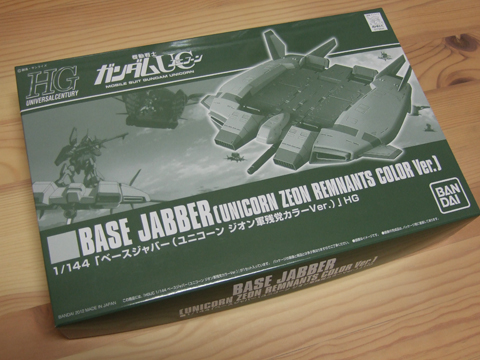 HG
UNIVERSAL CENTURY
機動戦士
ガンダムUC
MOBILE SUIT GUNDAM UNICORN
BASE JABBER [UNICORN ZEON REMNANTS COLOR Ver.]
1/144「ベースジャバー(ユニコーン ジオン軍残党カラーVer.)」HG
BAN
DAI
BASE JABBER
[UNICORN ZEON REMNANTS COLOR Ver.]